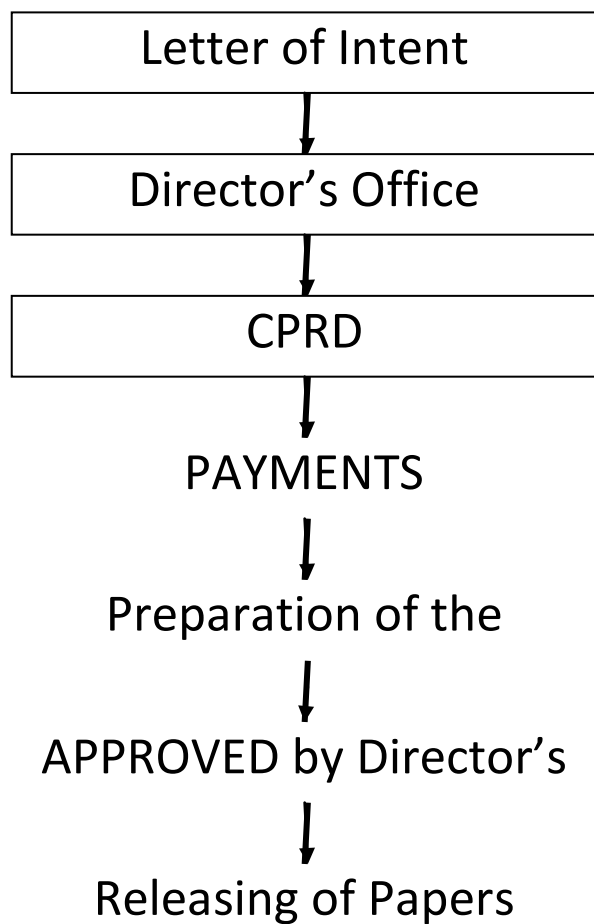 Letter of Intent
Director’s Office
CPRD
PAYMENTS
Preparation of the
APPROVED by Director’s
Releasing of Papers